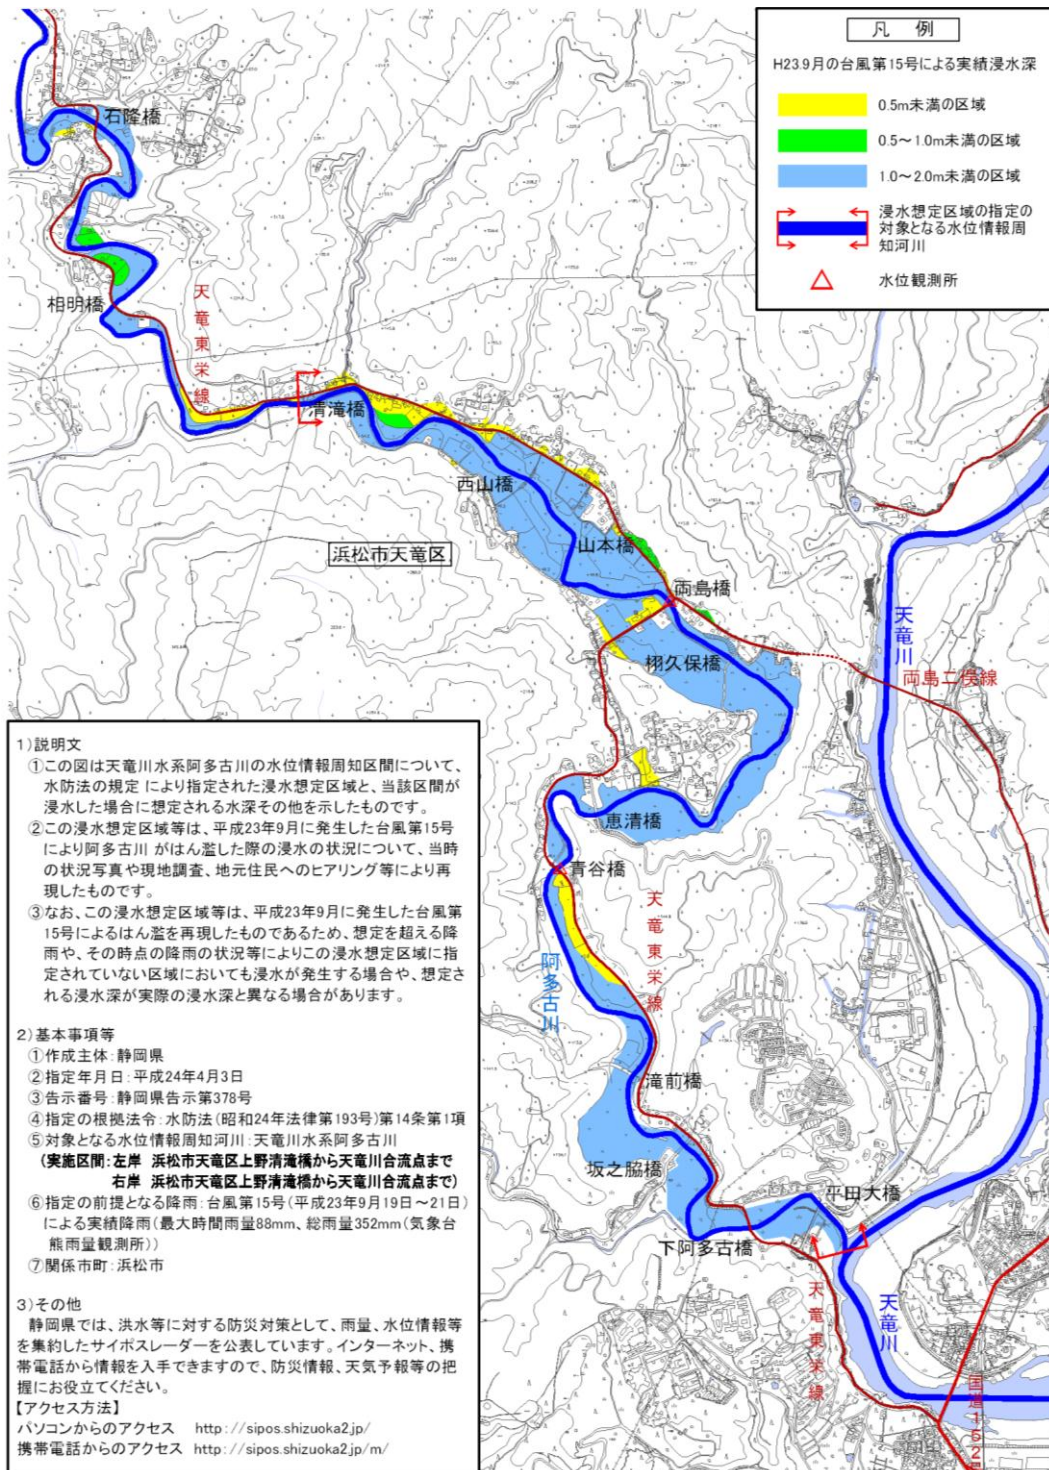 凡　例
H23.9月の台風第15号による実績浸水深
0.5m未満の区域
0.5～1.0m未満の区域
1.0～2.0m未満の区域
浸水想定区域の指定の
対象となる水位情報周
知河川
水位観測所
石隆橋
相明橋
天竜東栄線
清滝橋
西山橋
浜松市天竜区
山本橋
両島橋
天竜川
栩久保橋
両島二俣線
恵清橋
青谷橋
天竜東栄線
阿多古川
滝前橋
坂之脇橋
平田大橋
下阿多古橋
天竜東栄線
天竜川
国道152号
1)説明文
①この図は天竜川水系阿多古川の水位情報周知区間について、
水防法の規定 により指定された浸水想定区域と、当該区間が
浸水した場合に想定される水深その他を示したものです。
②この浸水想定区域等は、平成23年9月に発生した台風第15号
により阿多古川 がはん濫した際の浸水の状況について、当時
の状況写真や現地調査、地元住民へのヒアリング等により再
現したものです。
③なお、この浸水想定区域等は、平成23年9月に発生した台風第
15号によるはん濫を再現したものであるため、想定を超える降
雨や、その時点の降雨の状況等によりこの浸水想定区域に指
定されていない区域においても浸水が発生する場合や、想定さ
れる浸水深が実際の浸水深と異なる場合があります。
2)基本事項等
①作成主体:静岡県
②指定年月日:平成24年4月3日
③告示番号:静岡県告示第378号
④指定の根拠法令:水防法(昭和24年法律第193号)第14条第1項
⑤対象となる水位情報周知河川:天竜川水系阿多古川
(実施区間:左岸 浜松市天竜区上野清滝橋から天竜川合流点まで
右岸 浜松市天竜区上野清滝橋から天竜川合流点まで)
⑥指定の前提となる降雨:台風第15号(平成23年9月19日～21日)
による実績降雨(最大時間雨量88mm、総雨量352mm(気象台
熊雨量観測所))
⑦関係市町:浜松市
3)その他
静岡県では、洪水等に対する防災対策として、雨量、水位情報等
を集約したサイポスレーダーを公表しています。インターネット、携
帯電話から情報を入手できますので、防災情報、天気予報等の把
握にお役立てください。
【アクセス方法】
パソコンからのアクセス　http://sipos.shizuoka2.jp/
携帯電話からのアクセス http://sipos.shizuoka2.jp/m/